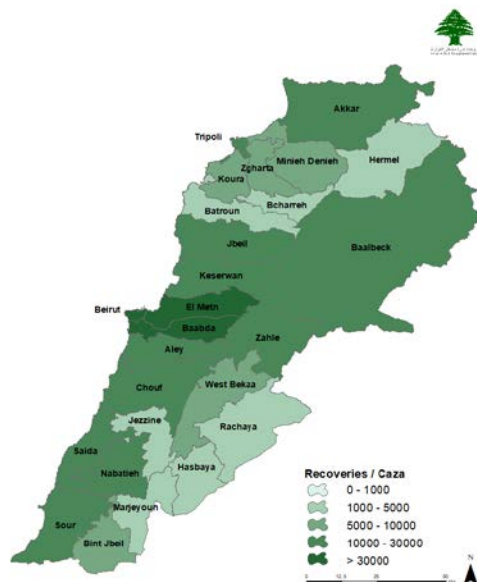 Akkar
Tripoli
Zgharta
Minieh Denieh
Hermel
Koura
Bcharreh
Batroun
Jbeil
Baalbeck
Keserwan
El Metn
Beirut
Baabda
Zahle
Aley
West Bekaa
Chouf
Jezzine
Rachaya
Saida
Hasbaya
Nabatieh
Marjeyoun
Sour
Bint Jbeil
Recoveries / Caza
0 - 1000
1000 - 5000
5000 - 10000
10000 - 30000
> 30000
N